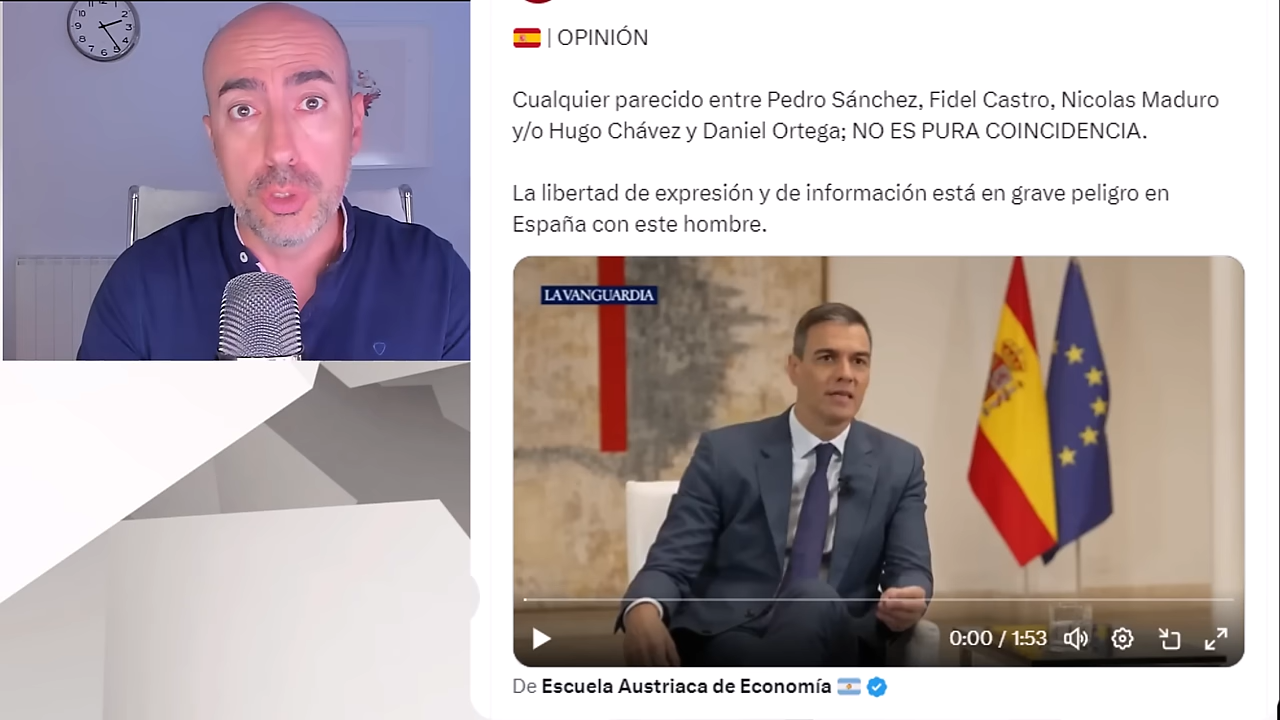 | OPINIÓN
Cualquier parecido entre Pedro Sánchez, Fidel Castro, Nicolas Maduro
y/o Hugo Chávez y Daniel Ortega; NO ES PURA COINCIDENCIA.
La libertad de expresión y de información está en grave peligro en
España con este hombre.
LA VANGUARDIA
0:00 / 1:53
De Escuela Austriaca de Economía